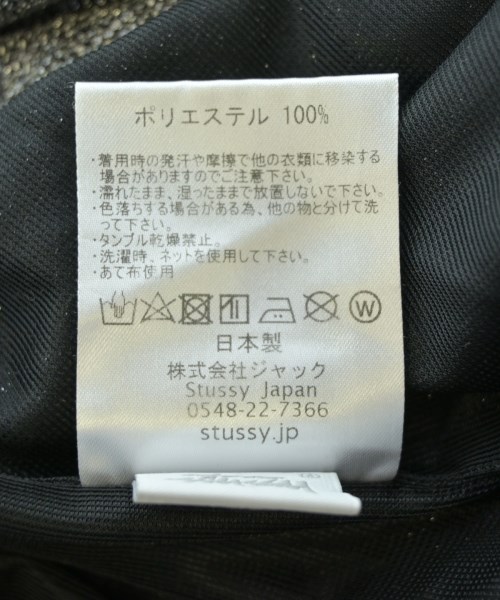 ポリエステル 100%
・着用時の発汗や摩擦で他の衣類に移染する
場合がありますのでご注意下さい。
・濡れたまま、湿ったままで放置しないで下さい。
・色落ちする場合がある為、他の物と分けて洗
って下さい。
・タンブル乾燥禁止。
・洗濯時、ネットを使用して下さい。
・あて布使用
W
日本製
株式会社ジャック
Stussy Japan
0548-22-7366
stussy.jp